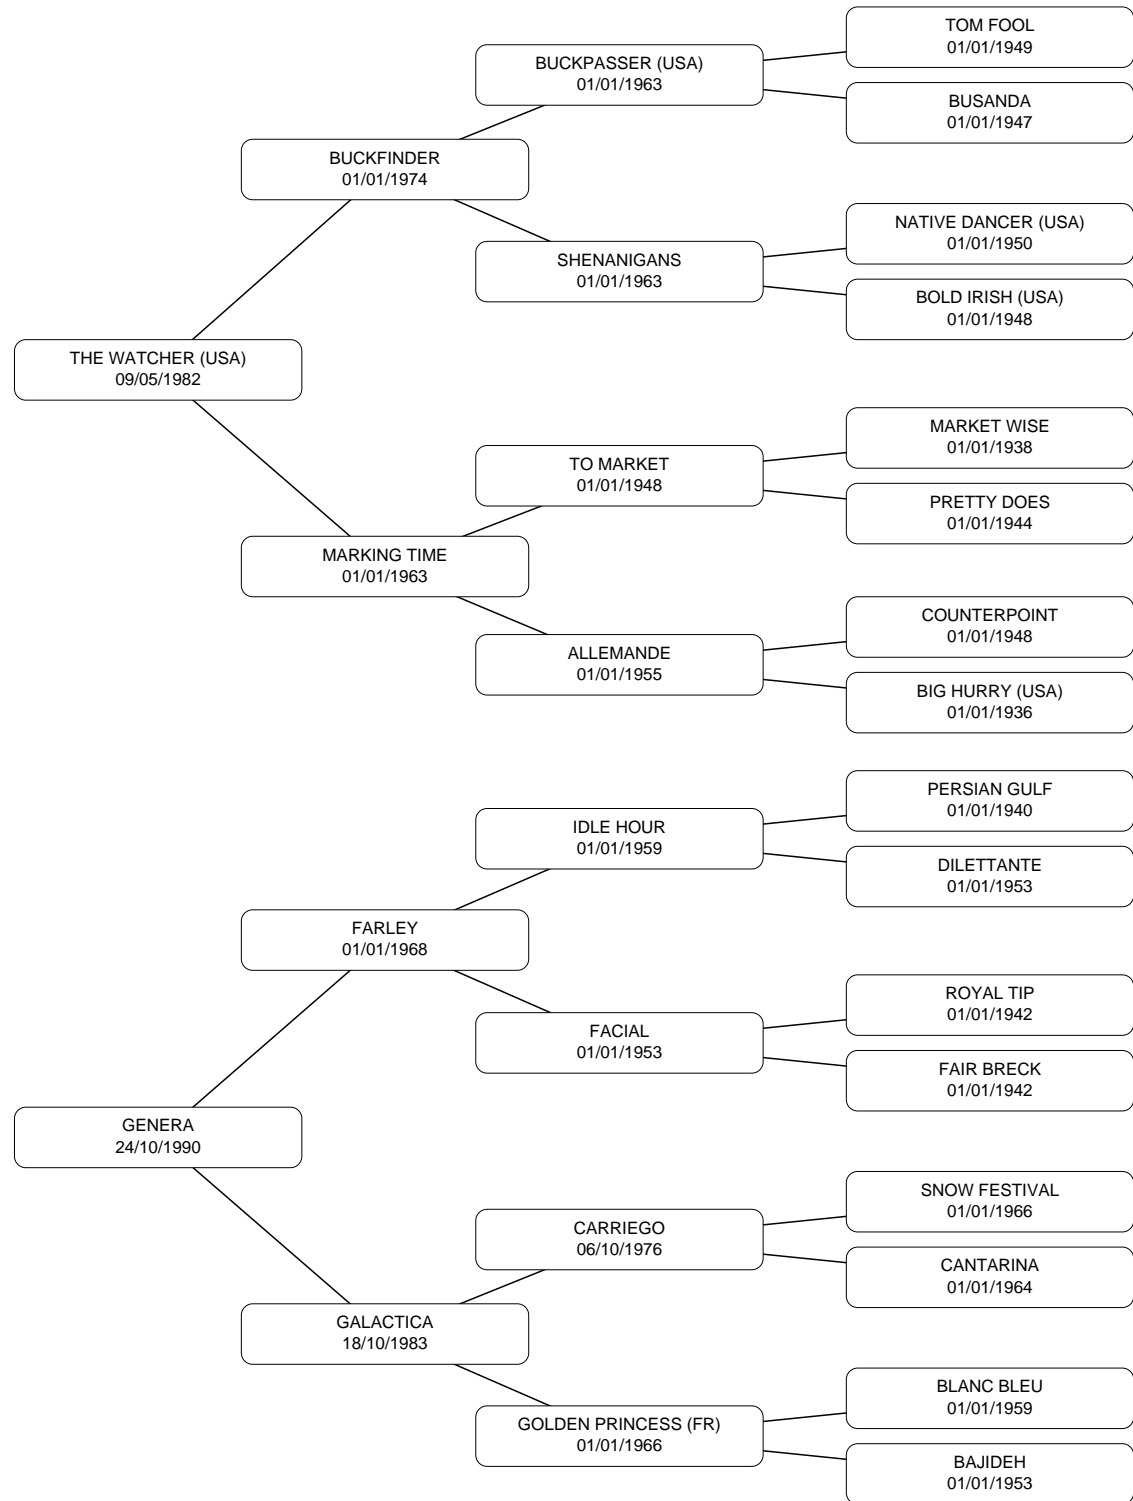 TOM FOOL
01/01/1949
BUCKPASSER (USA)
01/01/1963
BUSANDA
01/01/1947
BUCKFINDER
01/01/1974
NATIVE DANCER (USA)
01/01/1950
SHENANIGANS
01/01/1963
BOLD IRISH (USA)
01/01/1948
THE WATCHER (USA)
09/05/1982
MARKET WISE
01/01/1938
TO MARKET
01/01/1948
PRETTY DOES
01/01/1944
MARKING TIME
01/01/1963
COUNTERPOINT
01/01/1948
ALLEMANDE
01/01/1955
BIG HURRY (USA)
01/01/1936
PERSIAN GULF
01/01/1940
IDLE HOUR
01/01/1959
DILETTANTE
01/01/1953
FARLEY
01/01/1968
ROYAL TIP
01/01/1942
FACIAL
01/01/1953
FAIR BRECK
01/01/1942
GENERA
24/10/1990
SNOW FESTIVAL
01/01/1966
CARRIEGO
06/10/1976
CANTARINA
01/01/1964
GALACTICA
18/10/1983
BLANC BLEU
01/01/1959
GOLDEN PRINCESS (FR)
01/01/1966
BAJIDEH
01/01/1953